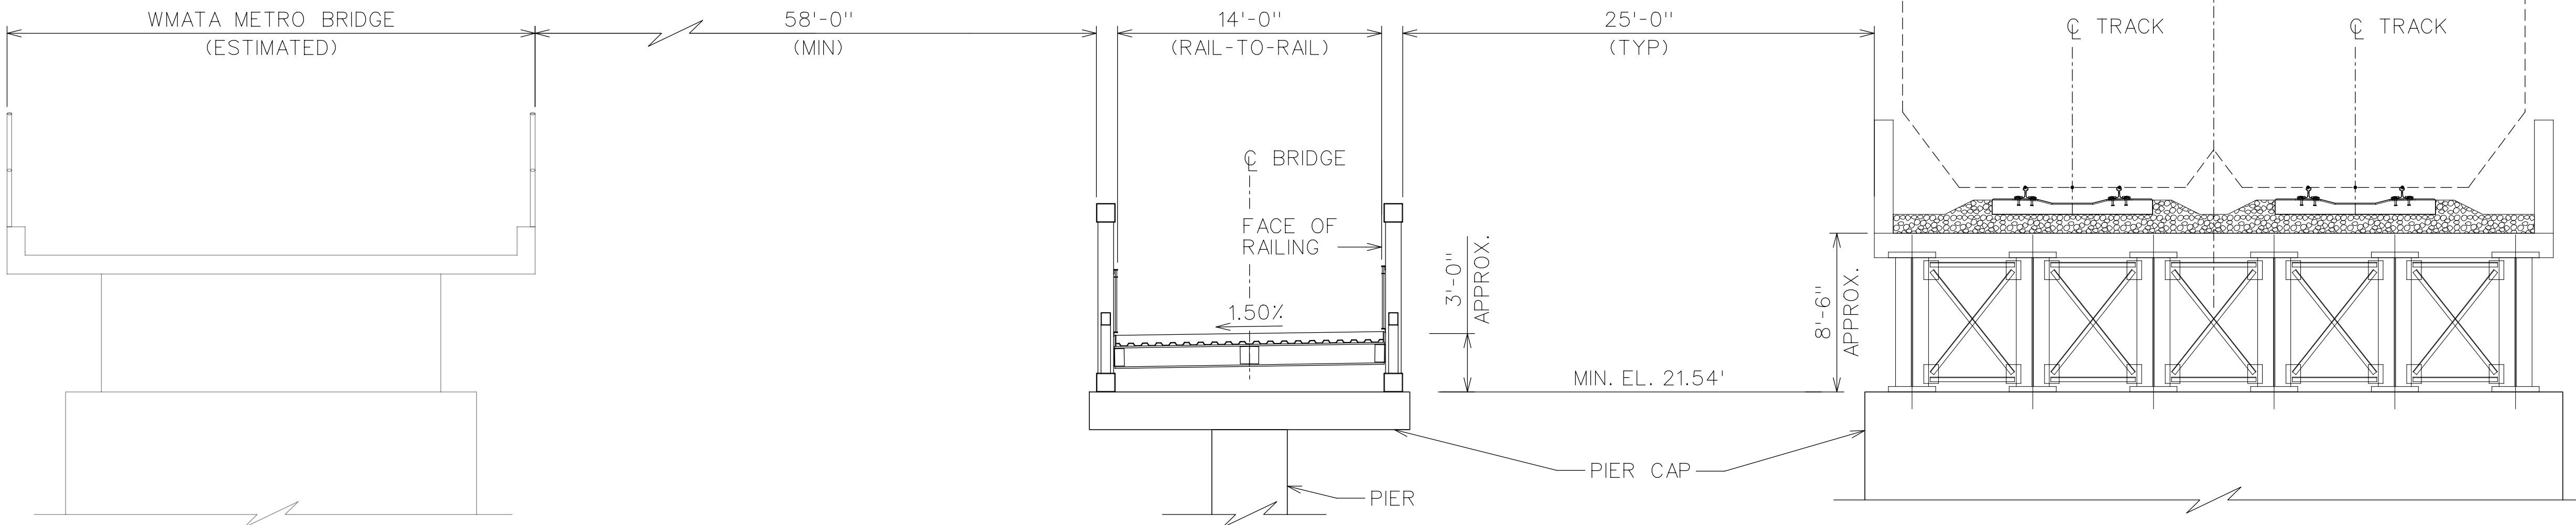 WMATA METRO BRIDGE
(ESTIMATED)
58'-0"
(MIN)
14'-0"
(RAIL-TO-RAIL)
25'-0"
(TYP)
℄ TRACK
℄ TRACK
℄ BRIDGE
FACE OF
RAILING
1.50%
3'-0"
APPROX.
8'-6"
APPROX.
MIN. EL. 21.54'
PIER CAP
PIER